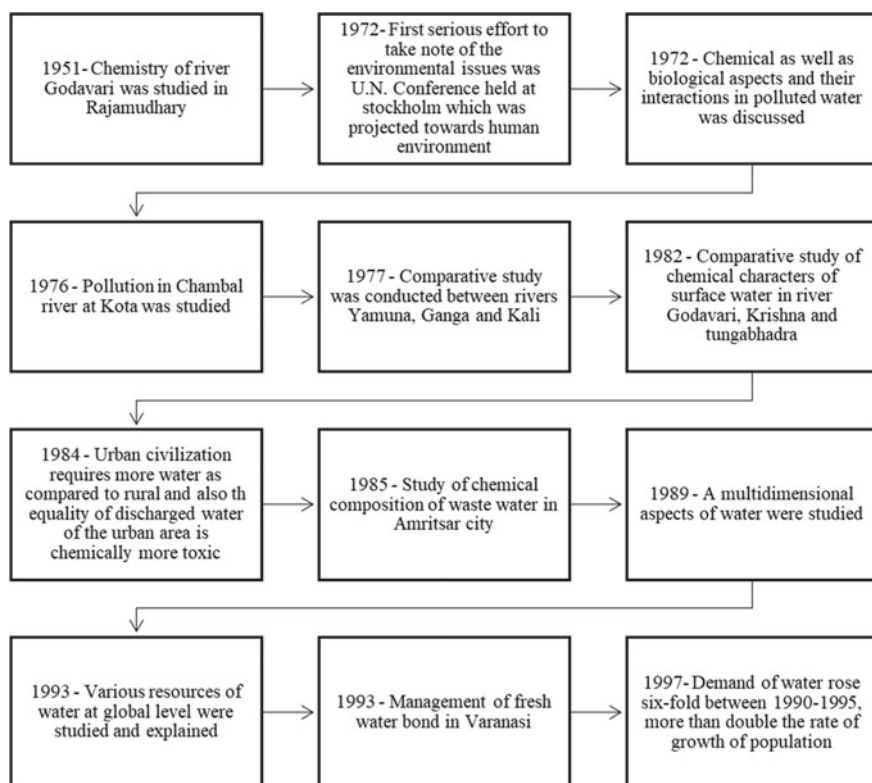 1951- Chemistry of river
Godavari was studied in
Rajamudhary
1972- First serious effort to
take note of the
environmental issues was
U.N. Conference held at
stockholm which was
projected towards human
environment
1972 - Chemical as well as
biological aspects and their
interactions in polluted water
was discussed
1976 - Pollution in Chambal
river at Kota was studied
1977 - Comparative study
was conducted between rivers
Yamuna, Ganga and Kali
1982 - Comparative study of
chemical characters of
surface water in river
Godavari, Krishna and
tungabhadra
1984 - Urban civilization
requires more water as
compared to rural and also th
equality of discharged water
of the urban area is
chemically more toxic
1985 - Study of chemical
composition of waste water in
Amritsar city
1989 - A multidimensional
aspects of water were studied
1993 - Various resources of
water at global level were
studied and explained
1993 - Management of fresh
water bond in Varanasi
1997- Demand of water rose
six-fold between 1990-1995,
more than double the rate of
growth of population